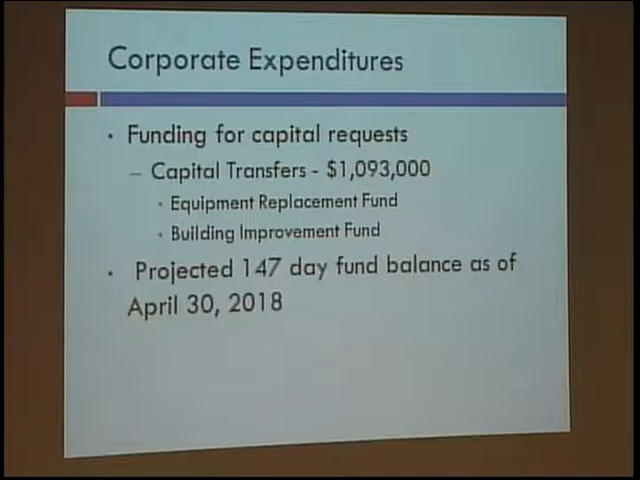 Corporate Expenditures
• Funding for capital requests
– Capital Transfers - $1,093,000
• Equipment Replacement Fund
• Building Improvement Fund
• Projected 147 day fund balance as of
April 30, 2018